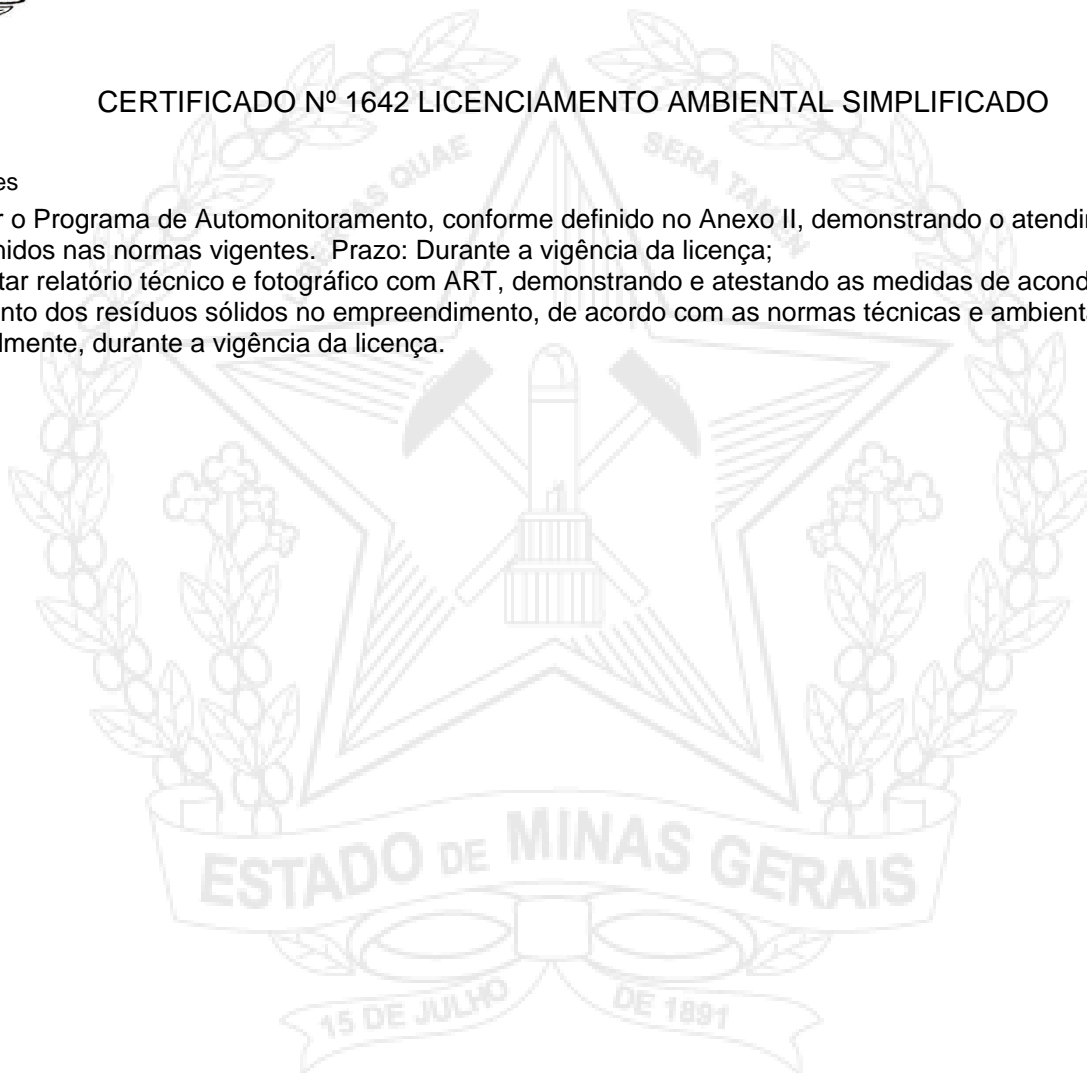 CERTIFICADO Nº 1642 LICENCIAMENTO AMBIENTAL SIMPLIFICADO
es
r o Programa de Automonitoramento, conforme definido no Anexo II, demonstrando o atendi
nidos nas normas vigentes.  Prazo: Durante a vigência da licença;
tar relatório técnico e fotográfico com ART, demonstrando e atestando as medidas de acond
nto dos resíduos sólidos no empreendimento, de acordo com as normas técnicas e ambient
lmente, durante a vigência da licença.
QUAE SERA TAMEN
ESTADO DE MINAS GERAIS
15 DE JULHO DE 1891